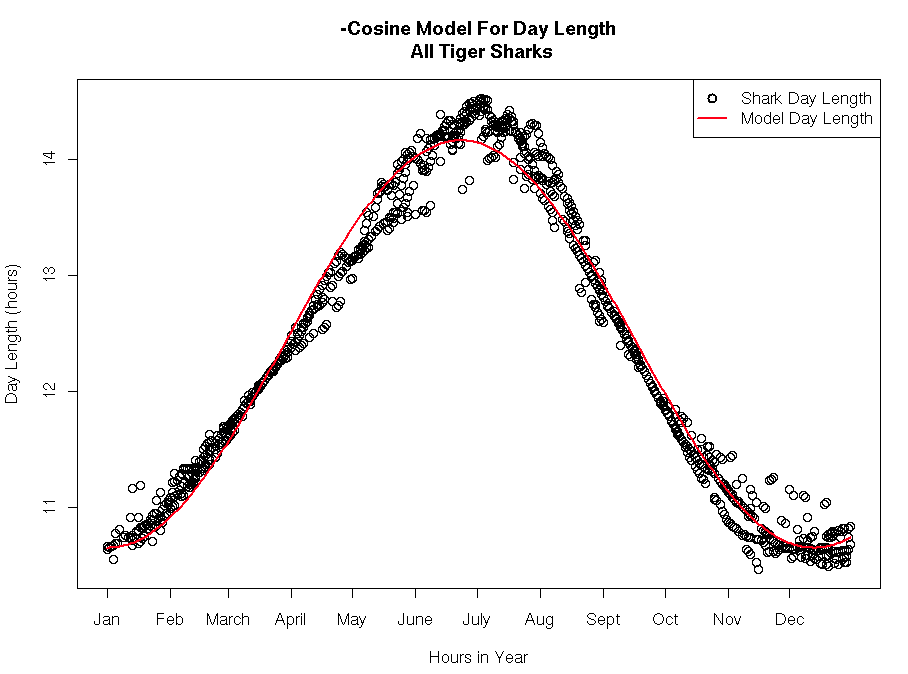 -Cosine Model For Day Length
All Tiger Sharks
Shark Day Length
Model Day Length
14
13
12
11
Day Length (hours)
Jan Feb March April May June July Aug Sept Oct Nov Dec
Hours in Year